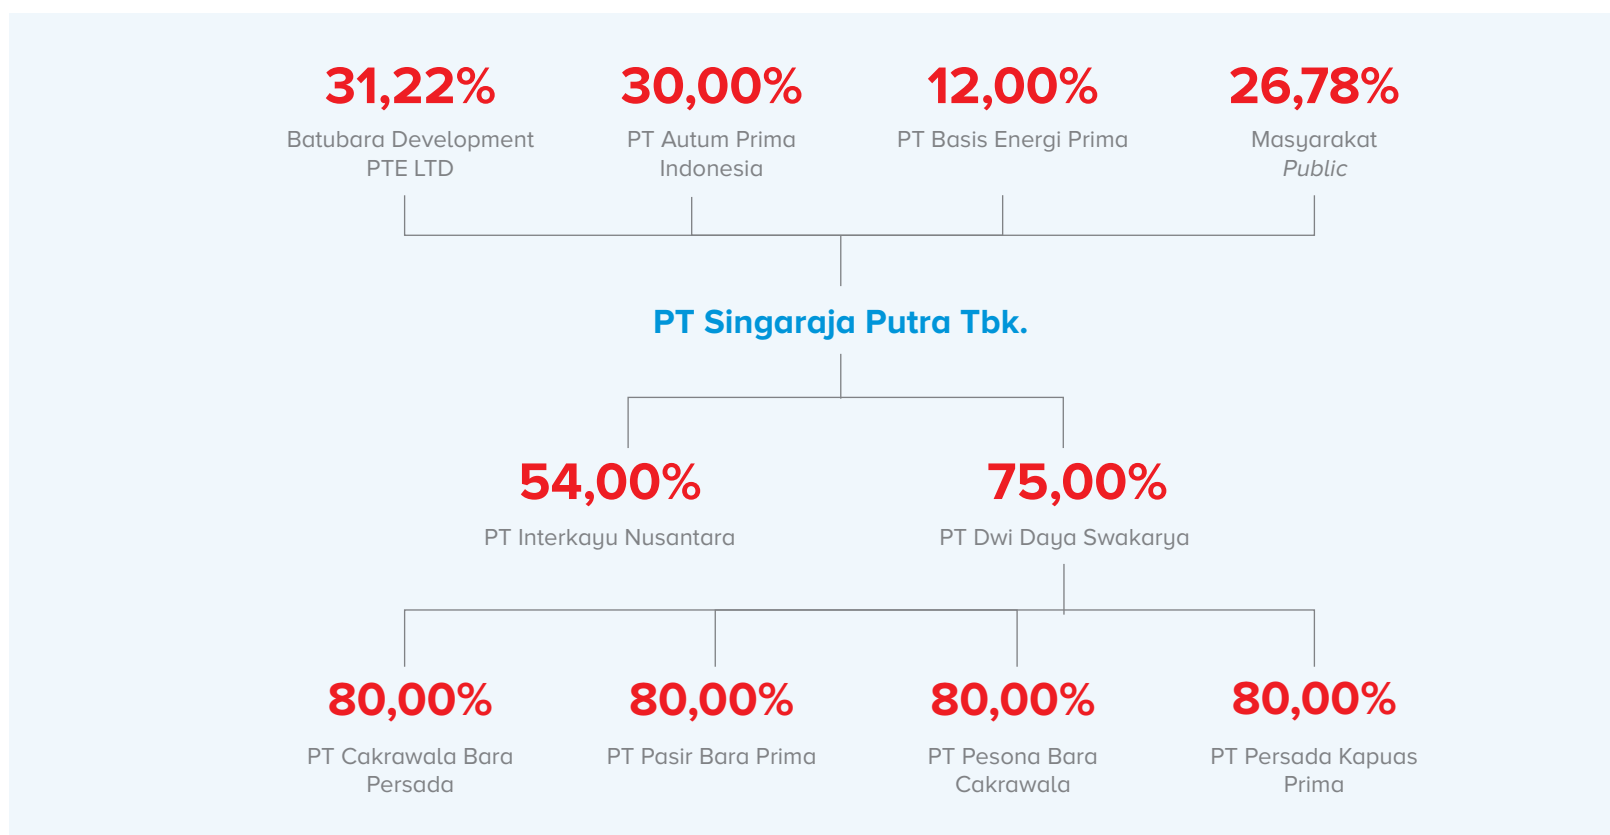 31,22%
Batubara Development
PTE LTD
30,00%
PT Autum Prima
Indonesia
12,00%
PT Basis Energi Prima
26,78%
Masyarakat
Public
PT Singaraja Putra Tbk.
54,00%
PT Interkayu Nusantara
75,00%
PT Dwi Daya Swakarya
80,00%
PT Cakrawala Bara
Persada
80,00%
PT Pasir Bara Prima
80,00%
PT Pesona Bara
Cakrawala
80,00%
PT Persada Kapuas
Prima